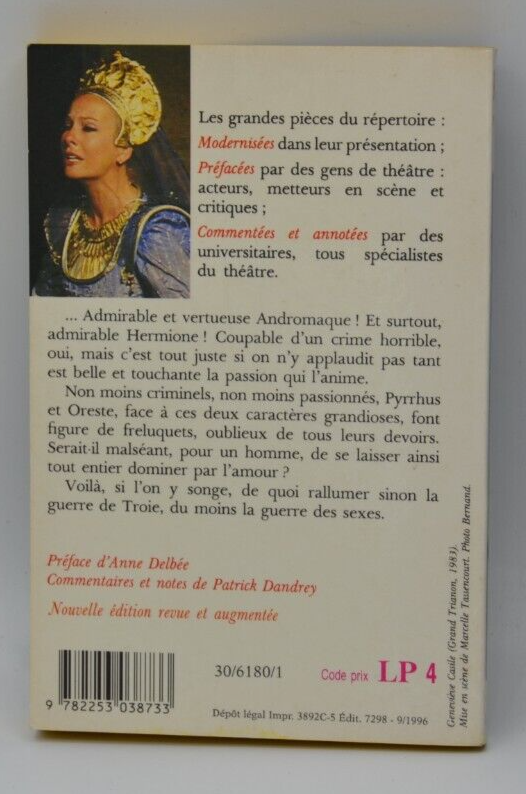 Les grandes pièces du répertoire :
Modernisées dans leur présentation ;
Préfacées par des gens de théâtre :
acteurs, metteurs en scène et
critiques ;
Commentées et annotées par des
universitaires, tous spécialistes
du théâtre.
... Admirable et vertueuse Andromaque ! Et surtout,
admirable Hermione ! Coupable d'un crime horrible,
oui, mais c'est tout juste si on n'y applaudit pas tant
est belle et touchante la passion qui l'anime.
Non moins criminels, non moins passionnés, Pyrrhus
et Oreste, face à ces deux caractères grandioses, font
figure de freluquets, oublieux de tous leurs devoirs.
Serait-il malséant, pour un homme, de se laisser ainsi
tout entier dominer par l'amour ?
Voilà, si l'on y songe, de quoi rallumer sinon la
guerre de Troie, du moins la guerre des sexes.
Préface d'Anne Delbée
Commentaires et notes de Patrick Dandrey
Nouvelle édition revue et augmentée
9 782253 038733
30/6180/1
Code prix LP 4
Dépôt légal Impr. 3892C-5 Édit. 7298 - 9/1996
Geneviève Casile (Grand Trianon, 1983).
Mise en scène de Marcelle Tassencourt. Photo Bernand.